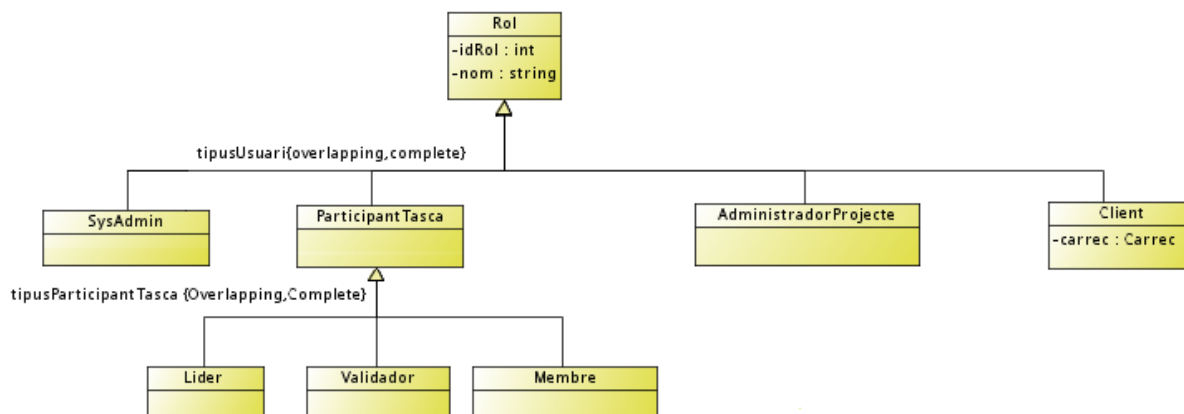 Rol
-idRol : int
-nom : string
tipusUsuari{overlapping,complete}
SysAdmin
ParticipantTasca
AdministradorProjecte
Client
-carrec : Carrec
tipusParticipantTasca {Overlapping,Complete}
Lider
Validador
Membre